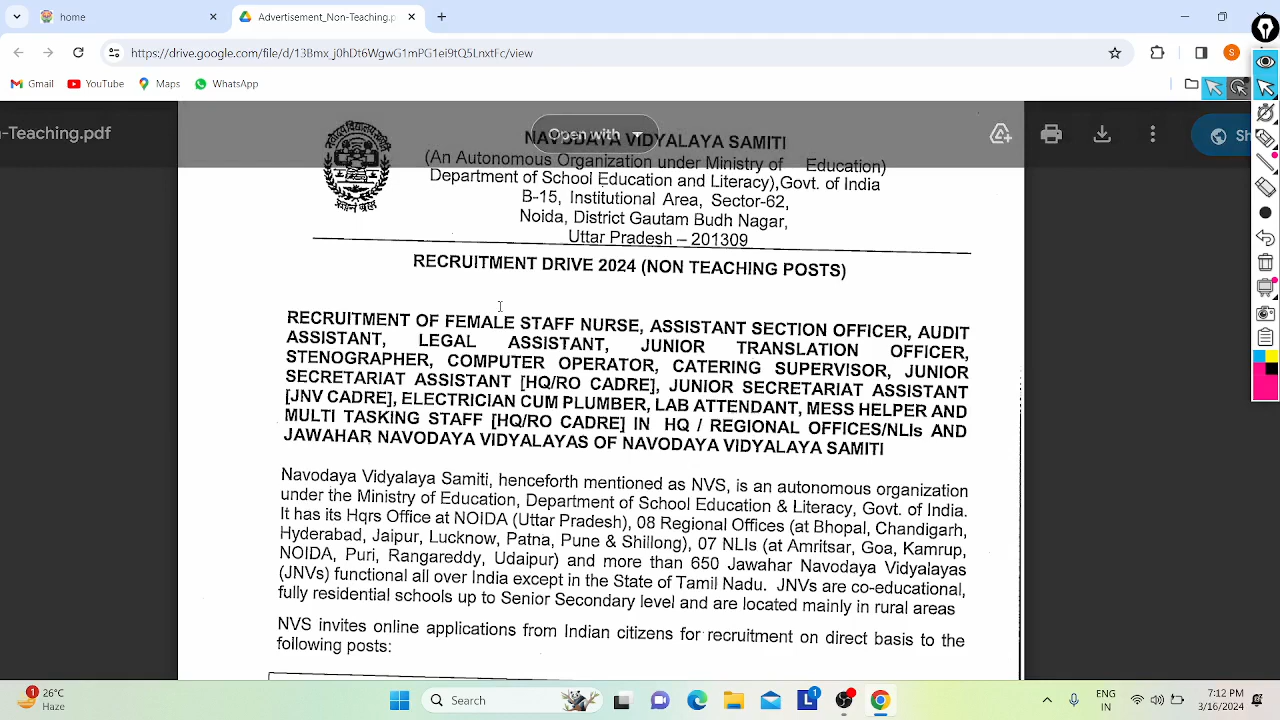 home
Advertisement_Non-Teaching.p
https://drive.google.com/file/d/13Bmx_j0hDt6WgwG1mPG1ei9tQ5LnxtFc/view
S
Gmail
YouTube
Maps
WhatsApp
-Teaching.pdf
Open with
Sh
NAVODAYA VIDYALAYA SAMITI
(An Autonomous Organization under Ministry of Education)
Department of School Education and Literacy),Govt. of India
B-15, Institutional Area, Sector-62,
Noida, District Gautam Budh Nagar,
Uttar Pradesh – 201309
RECRUITMENT DRIVE 2024 (NON TEACHING POSTS)
RECRUITMENT OF FEMALE STAFF NURSE, ASSISTANT SECTION OFFICER, AUDIT
ASSISTANT, LEGAL ASSISTANT, JUNIOR TRANSLATION OFFICER,
STENOGRAPHER, COMPUTER OPERATOR, CATERING SUPERVISOR, JUNIOR
SECRETARIAT ASSISTANT [HQ/RO CADRE], JUNIOR SECRETARIAT ASSISTANT
[JNV CADRE], ELECTRICIAN CUM PLUMBER, LAB ATTENDANT, MESS HELPER AND
MULTI TASKING STAFF [HQ/RO CADRE] IN HQ / REGIONAL OFFICES/NLIs AND
JAWAHAR NAVODAYA VIDYALAYAS OF NAVODAYA VIDYALAYA SAMITI
Navodaya Vidyalaya Samiti, henceforth mentioned as NVS, is an autonomous organization
under the Ministry of Education, Department of School Education & Literacy, Govt. of India.
It has its Hqrs Office at NOIDA (Uttar Pradesh), 08 Regional Offices (at Bhopal, Chandigarh,
Hyderabad, Jaipur, Lucknow, Patna, Pune & Shillong), 07 NLIs (at Amritsar, Goa, Kamrup,
NOIDA, Puri, Rangareddy, Udaipur) and more than 650 Jawahar Navodaya Vidyalayas
(JNVs) functional all over India except in the State of Tamil Nadu. JNVs are co-educational,
fully residential schools up to Senior Secondary level and are located mainly in rural areas
NVS invites online applications from Indian citizens for recruitment on direct basis to the
following posts:
1
26°C
Haze
Search
L
1
ENG
IN
7:12 PM
3/16/2024